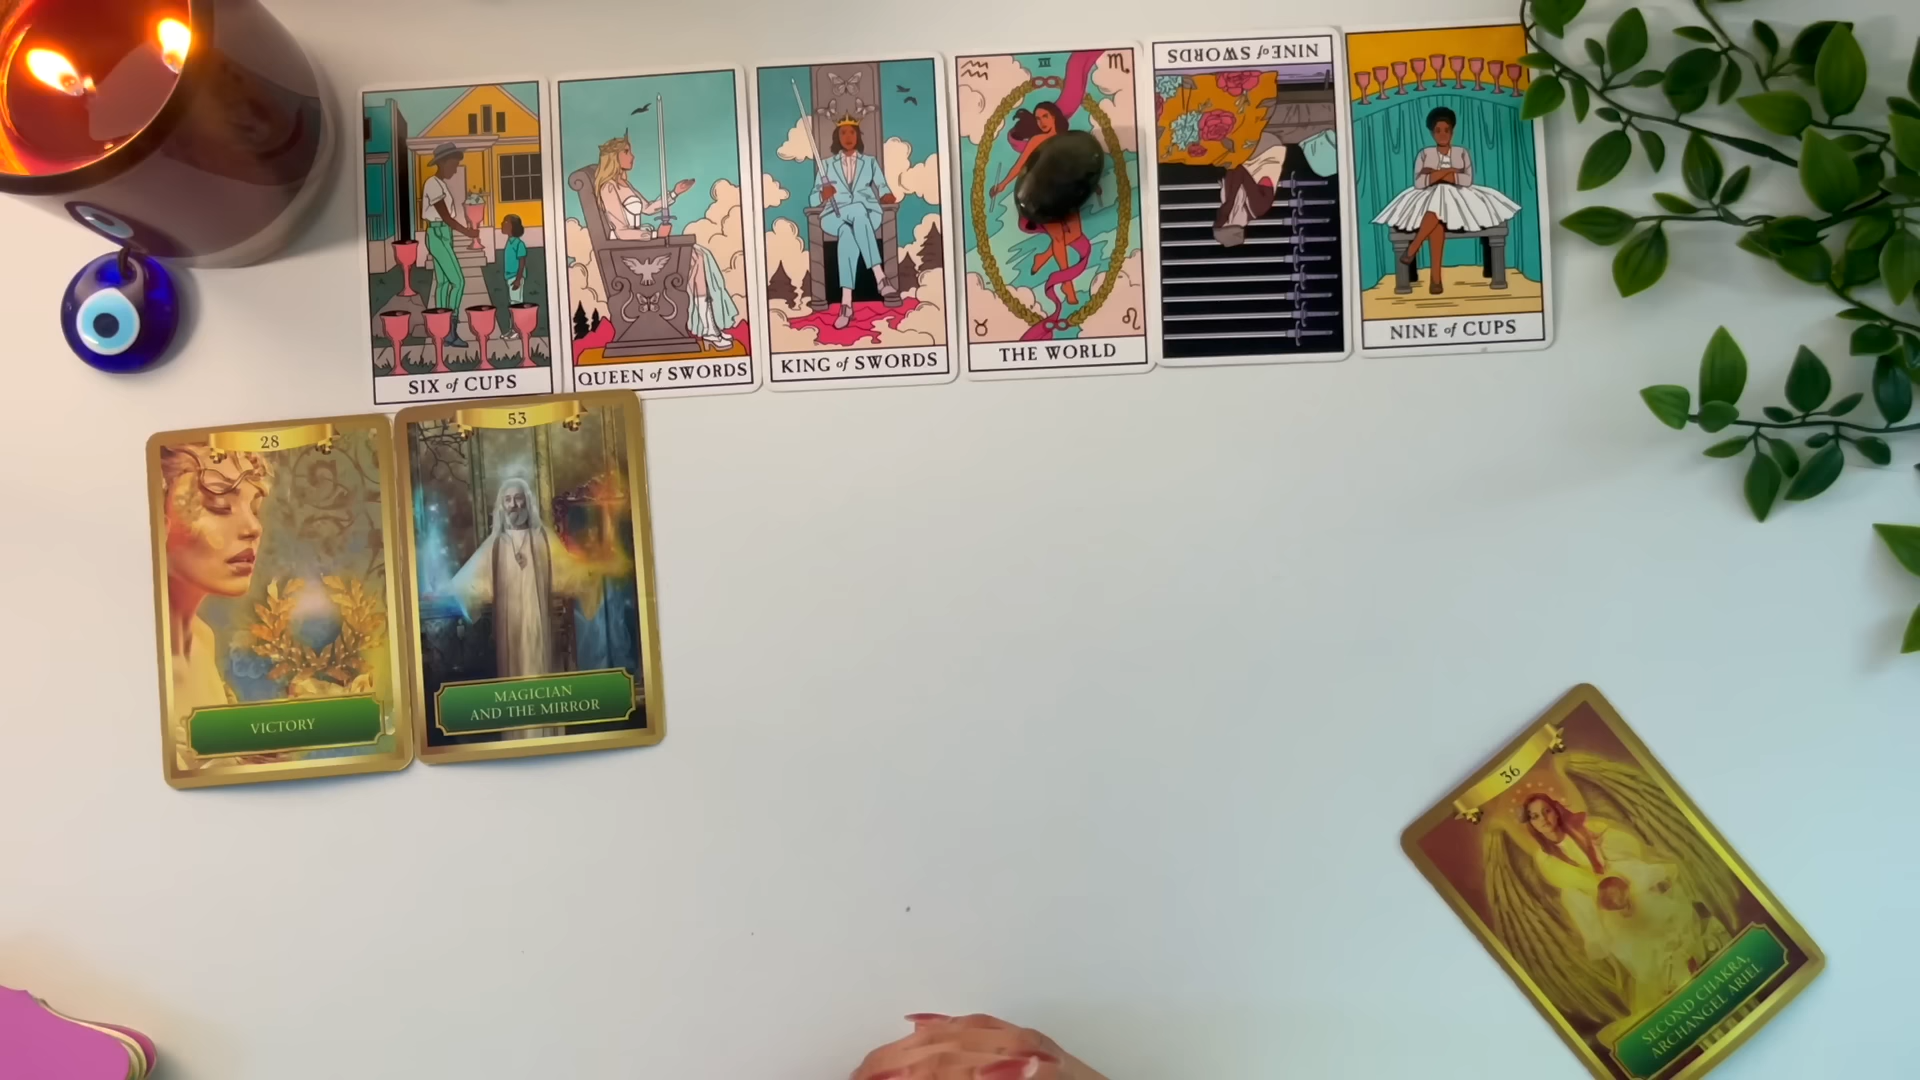 SIX of CUPS
QUEEN of SWORDS
KING of SWORDS
III
THE WORLD
NINE of SWORDS
NINE of CUPS
28
VICTORY
53
MAGICIAN
AND THE MIRROR
36
SECOND CHAKRA,
ARCHANGEL ARIEL